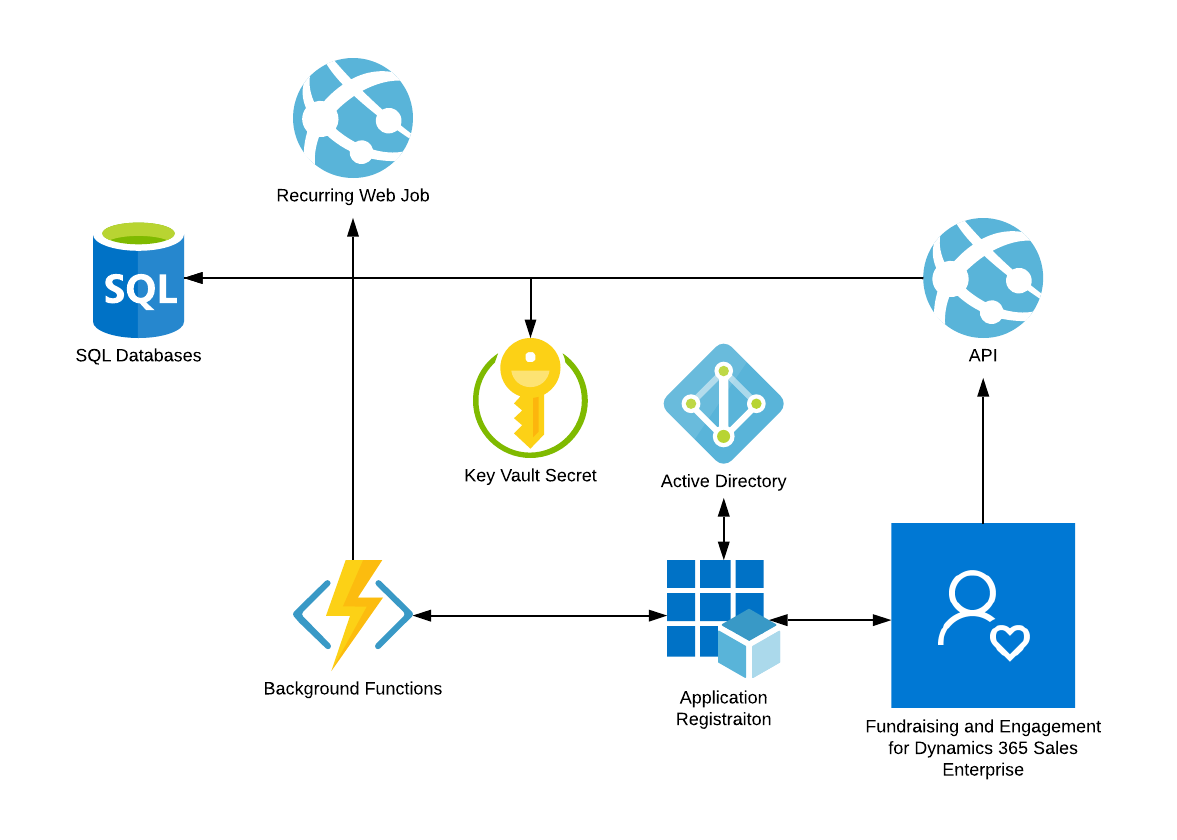 Recurring Web Job
SQL
SQL Databases
API
Key Vault Secret
Active Directory
Background Functions
Application
Registraiton
Fundraising and Engagement
for Dynamics 365 Sales
Enterprise